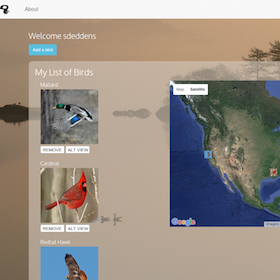 About
Welcome sdeddens
Add a bird
My List of Birds
Mallard
REMOVE
ALT VIEW
Map
Satellite
Cardinal
REMOVE
ALT VIEW
Google
Imagery
Redtail Hawk